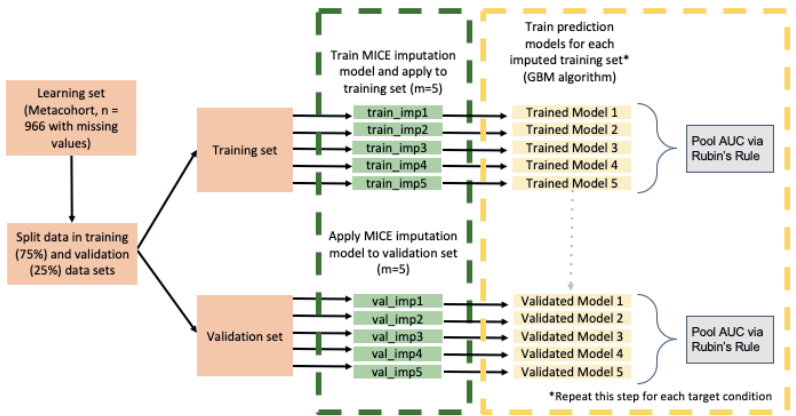 Learning set
(Metacohort, n =
966 with missing
values)
Split data in training
(75%) and validation
(25%) data sets
Training set
Validation set
Train MICE imputation
model and apply to
training set (m=5)
train_imp1
train_imp2
train_imp3
train_imp4
train_imp5
Apply MICE imputation
model to validation set
(m=5)
val_imp1
val_imp2
val_imp3
val_imp4
val_imp5
Train prediction
models for each
imputed training set*
(GBM algorithm)
Trained Model 1
Trained Model 2
Trained Model 3
Trained Model 4
Trained Model 5
Pool AUC via
Rubin's Rule
Validated Model 1
Validated Model 2
Validated Model 3
Validated Model 4
Validated Model 5
Pool AUC via
Rubin's Rule
*Repeat this step for each target condition